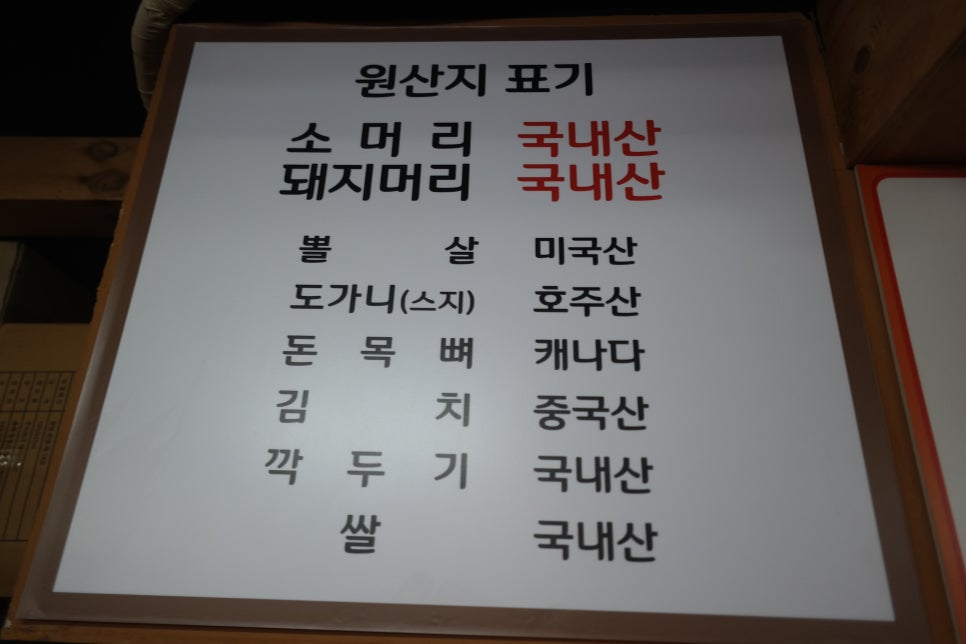 원산지 표기
소 머 리 국내산
돼지머리 국내산
뽈 살 미국산
도가니(스지) 호주산
돈 목 뼈 캐나다
김 치 중국산
깍 두 기 국내산
쌀 국내산